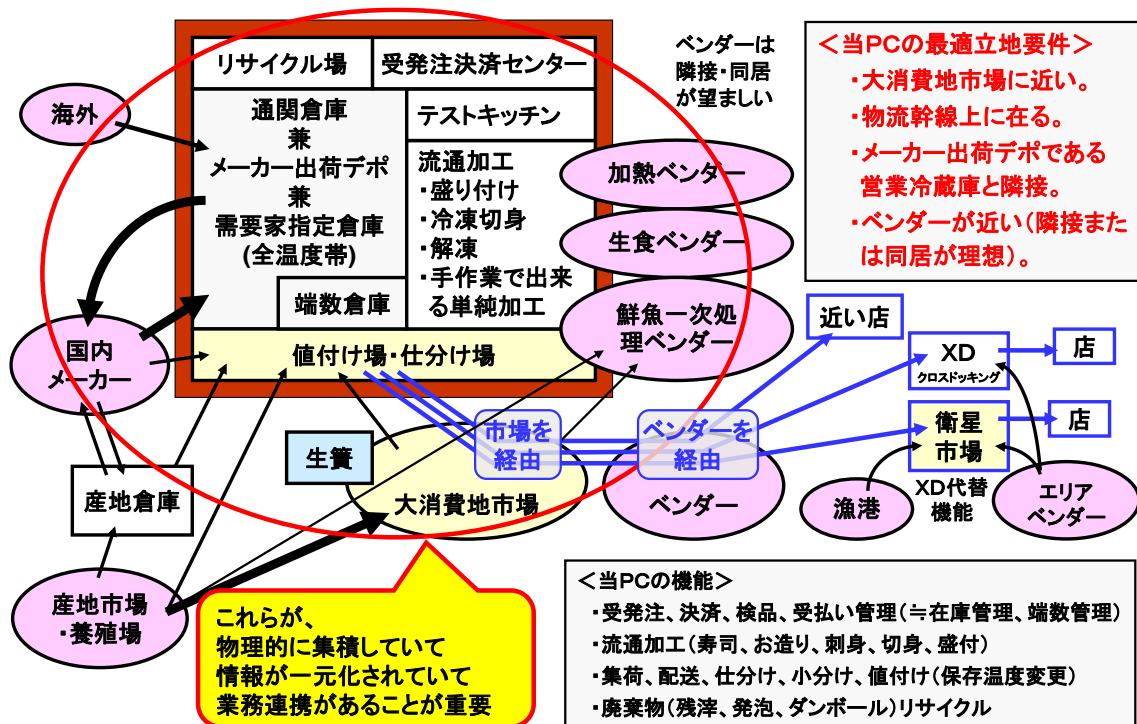 リサイクル場
受発注決済センター
ベンダーは
隣接・同居
が望ましい
＜当PCの最適立地要件＞
・大消費地市場に近い。
・物流幹線上に在る。
・メーカー出荷デポである
営業冷蔵庫と隣接。
・ベンダーが近い（隣接また
は同居が理想）。
海外
通関倉庫
兼
メーカー出荷デポ
兼
需要家指定倉庫
(全温度帯)
テストキッチン
流通加工
・盛り付け
・冷凍切身
・解凍
・手作業で出来
る単純加工
加熱ベンダー
生食ベンダー
鮮魚一次処
理ベンダー
端数倉庫
値付け場・仕分け場
国内
メーカー
近い店
XD
クロスドッキング
店
衛星
市場
店
XD代替
機能
漁港
エリア
ベンダー
市場を
経由
ベンダーを
経由
生簀
大消費地市場
ベンダー
産地倉庫
産地市場
・養殖場
これらが、
物理的に集積していて
情報が一元化されていて
業務連携があることが重要
＜当PCの機能＞
・受発注、決済、検品、受払い管理（≒在庫管理、端数管理）
・流通加工（寿司、お造り、刺身、切身、盛付）
・集荷、配送、仕分け、小分け、値付け（保存温度変更）
・廃棄物（残滓、発泡、ダンボール）リサイクル